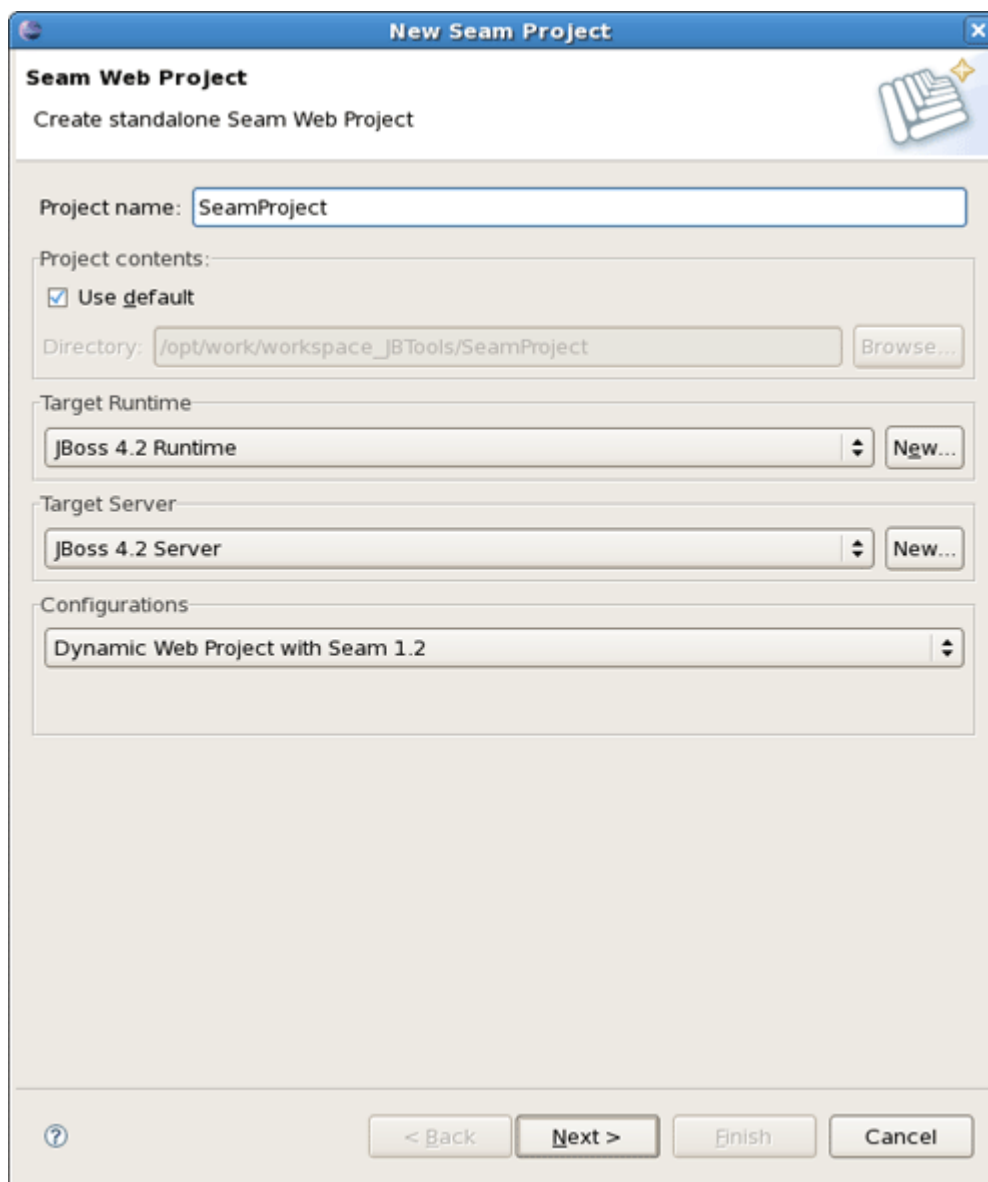 New Seam Project
Seam Web Project
Create standalone Seam Web Project
Project name: SeamProject
Project contents:
Use default
Directory: /opt/work/workspace_JBTools/SeamProject Browse...
Target Runtime
JBoss 4.2 Runtime New...
Target Server
JBoss 4.2 Server New...
Configurations
Dynamic Web Project with Seam 1.2
? < Back Next > Finish Cancel